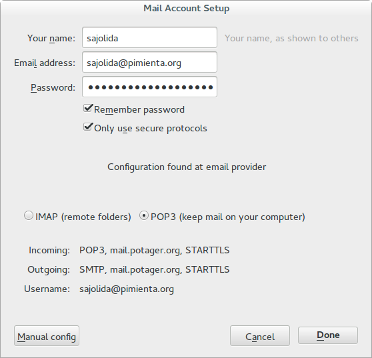 Mail Account Setup
Your name: sajolida Your name, as shown to others
Email address: sajolida@pimienta.org
Password: ●●●●●●●●●●●●●●●●●●●
Remember password
Only use secure protocols
Configuration found at email provider
IMAP (remote folders) POP3 (keep mail on your computer)
Incoming: POP3, mail.potager.org, STARTTLS
Outgoing: SMTP, mail.potager.org, STARTTLS
Username: sajolida@pimienta.org
Manual config Cancel Done